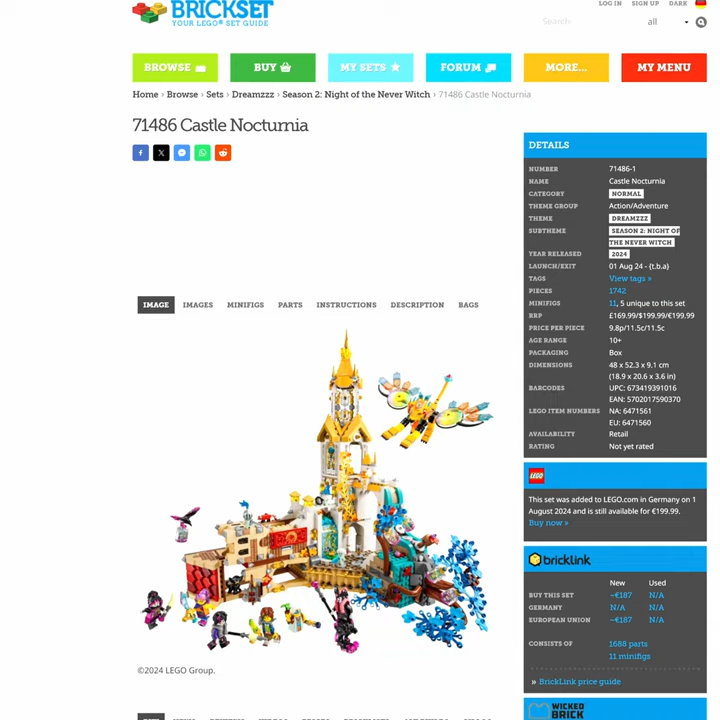 BRICKSET
YOUR LEGO® SET GUIDE
LOG IN SIGN UP DARK
Search all
BROWSE BUY MY SETS FORUM MORE... MY MENU
Home › Browse › Sets › Dreamzzz › Season 2: Night of the Never Witch › 71486 Castle Nocturnia
71486 Castle Nocturnia
IMAGE IMAGES MINIFIGS PARTS INSTRUCTIONS DESCRIPTION BAGS
©2024 LEGO Group.
DETAILS
NUMBER 71486-1
NAME Castle Nocturnia
CATEGORY NORMAL
THEME GROUP Action/Adventure
THEME DREAMZZZ
SUBTHEME SEASON 2: NIGHT OF
THE NEVER WITCH
YEAR RELEASED 2024
LAUNCH/EXIT 01 Aug 24 - {t.b.a}
TAGS View tags »
PIECES 1742
MINIFIGS 11, 5 unique to this set
RRP £169.99/$199.99/€199.99
PRICE PER PIECE 9.8p/11.5c/11.5c
AGE RANGE 10+
PACKAGING Box
DIMENSIONS 48 x 52.3 x 9.1 cm
(18.9 x 20.6 x 3.6 in)
BARCODES UPC: 673419391016
EAN: 5702017590370
LEGO ITEM NUMBERS NA: 6471561
EU: 6471560
AVAILABILITY Retail
RATING Not yet rated
LEGO
This set was added to LEGO.com in Germany on 1
August 2024 and is still available for €199.99.
Buy now »
bricklink
New Used
BUY THIS SET ~€187 N/A
GERMANY N/A N/A
EUROPEAN UNION ~€187 N/A
CONSISTS OF 1688 parts
11 minifigs
» BrickLink price guide
WICKED
BRICK